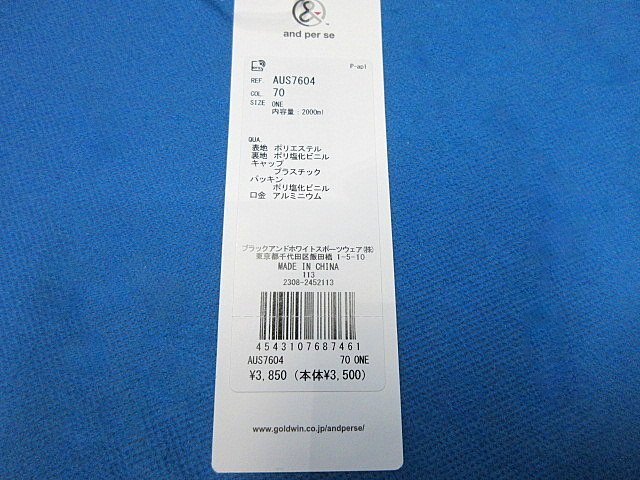 and per se
P-apl
REF. AUS7604
COL. 70
SIZE ONE
内容量：2000ml
QUA.
表地 ポリエステル
裏地 ポリ塩化ビニル
キャップ
プラスチック
パッキン
ポリ塩化ビニル
口金 アルミニウム
ブラックアンドホワイトスポーツウェア(株)
東京都千代田区飯田橋 1-5-10
MADE IN CHINA
113
2308-2452113
4543107687461
AUS7604 70 ONE
¥3,850 (本体¥3,500)
www.goldwin.co.jp/andperse/